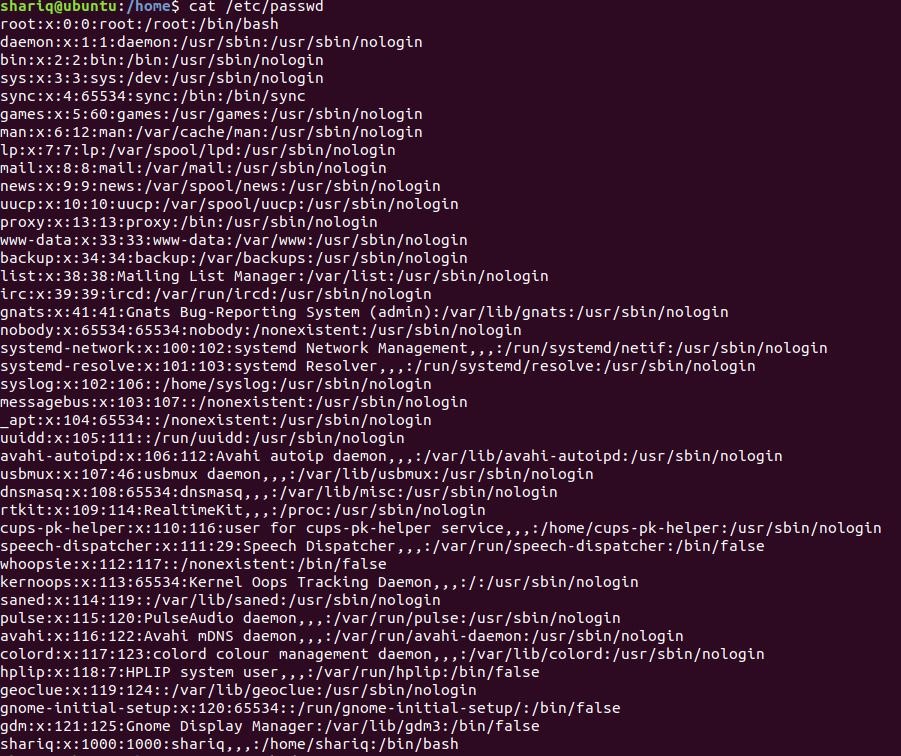 shariq@ubuntu:/home$ cat /etc/passwd
root:x:0:0:root:/root:/bin/bash
daemon:x:1:1:daemon:/usr/sbin:/usr/sbin/nologin
bin:x:2:2:bin:/bin:/usr/sbin/nologin
sys:x:3:3:sys:/dev:/usr/sbin/nologin
sync:x:4:65534:sync:/bin:/bin/sync
games:x:5:60:games:/usr/games:/usr/sbin/nologin
man:x:6:12:man:/var/cache/man:/usr/sbin/nologin
lp:x:7:7:lp:/var/spool/lpd:/usr/sbin/nologin
mail:x:8:8:mail:/var/mail:/usr/sbin/nologin
news:x:9:9:news:/var/spool/news:/usr/sbin/nologin
uucp:x:10:10:uucp:/var/spool/uucp:/usr/sbin/nologin
proxy:x:13:13:proxy:/bin:/usr/sbin/nologin
www-data:x:33:33:www-data:/var/www:/usr/sbin/nologin
backup:x:34:34:backup:/var/backups:/usr/sbin/nologin
list:x:38:38:Mailing List Manager:/var/list:/usr/sbin/nologin
irc:x:39:39:ircd:/var/run/ircd:/usr/sbin/nologin
gnats:x:41:41:Gnats Bug-Reporting System (admin):/var/lib/gnats:/usr/sbin/nologin
nobody:x:65534:65534:nobody:/nonexistent:/usr/sbin/nologin
systemd-network:x:100:102:systemd Network Management,,,:/run/systemd/netif:/usr/sbin/nologin
systemd-resolve:x:101:103:systemd Resolver,,,:/run/systemd/resolve:/usr/sbin/nologin
syslog:x:102:106::/home/syslog:/usr/sbin/nologin
messagebus:x:103:107::/nonexistent:/usr/sbin/nologin
_apt:x:104:65534::/nonexistent:/usr/sbin/nologin
uuidd:x:105:111::/run/uuidd:/usr/sbin/nologin
avahi-autoipd:x:106:112:Avahi autoip daemon,,,:/var/lib/avahi-autoipd:/usr/sbin/nologin
usbmux:x:107:46:usbmux daemon,,,:/var/lib/usbmux:/usr/sbin/nologin
dnsmasq:x:108:65534:dnsmasq,,,:/var/lib/misc:/usr/sbin/nologin
rtkit:x:109:114:RealtimeKit,,,:/proc:/usr/sbin/nologin
cups-pk-helper:x:110:116:user for cups-pk-helper service,,,:/home/cups-pk-helper:/usr/sbin/nologin
speech-dispatcher:x:111:29:Speech Dispatcher,,,:/var/run/speech-dispatcher:/bin/false
whoopsie:x:112:117::/nonexistent:/bin/false
kernoops:x:113:65534:Kernel Oops Tracking Daemon,,,:/:/usr/sbin/nologin
saned:x:114:119::/var/lib/saned:/usr/sbin/nologin
pulse:x:115:120:PulseAudio daemon,,,:/var/run/pulse:/usr/sbin/nologin
avahi:x:116:122:Avahi mDNS daemon,,,:/var/run/avahi-daemon:/usr/sbin/nologin
colord:x:117:123:colord colour management daemon,,,:/var/lib/colord:/usr/sbin/nologin
hplip:x:118:7:HPLIP system user,,,:/var/run/hplip:/bin/false
geoclue:x:119:124::/var/lib/geoclue:/usr/sbin/nologin
gnome-initial-setup:x:120:65534::/run/gnome-initial-setup/:/bin/false
gdm:x:121:125:Gnome Display Manager:/var/lib/gdm3:/bin/false
shariq:x:1000:1000:shariq,,,:/home/shariq:/bin/bash